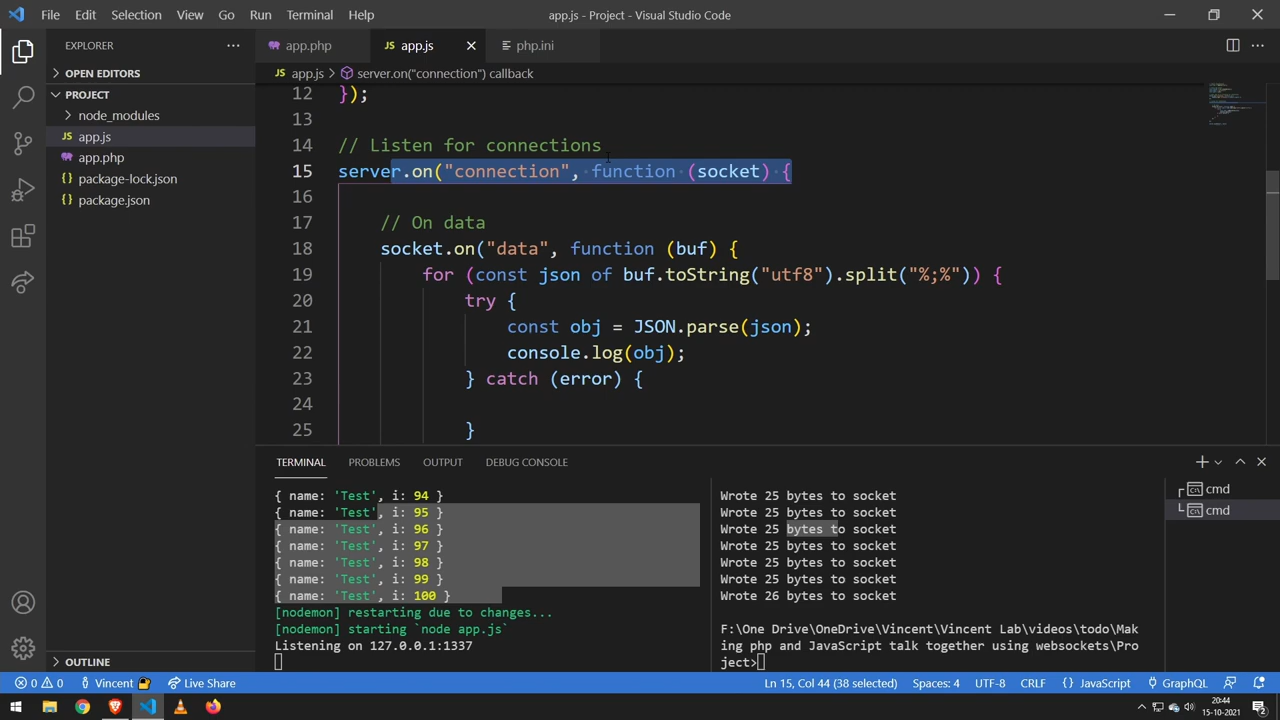 File Edit Selection View Go Run Terminal Help app.js - Project - Visual Studio Code
EXPLORER
OPEN EDITORS
PROJECT
node_modules
app.js
app.php
package-lock.json
package.json
OUTLINE
app.php JS app.js php.ini
JS app.js > server.on("connection") callback
12 });
13
14 // Listen for connections
15 server.on("connection", function (socket) {
16
17 // On data
18 socket.on("data", function (buf) {
19 for (const json of buf.toString("utf8").split("%;%")) {
20 try {
21 const obj = JSON.parse(json);
22 console.log(obj);
23 } catch (error) {
24
25 }
TERMINAL PROBLEMS OUTPUT DEBUG CONSOLE
{ name: 'Test', i: 94 }
{ name: 'Test', i: 95 }
{ name: 'Test', i: 96 }
{ name: 'Test', i: 97 }
{ name: 'Test', i: 98 }
{ name: 'Test', i: 99 }
{ name: 'Test', i: 100 }
[nodemon] restarting due to changes...
[nodemon] starting `node app.js`
Listening on 127.0.0.1:1337
Wrote 25 bytes to socket
Wrote 25 bytes to socket
Wrote 25 bytes to socket
Wrote 25 bytes to socket
Wrote 25 bytes to socket
Wrote 25 bytes to socket
Wrote 26 bytes to socket
F:\One Drive\OneDrive\Vincent\Vincent Lab\videos\todo\Mak
ing php and JavaScript talk together using websockets\Pro
ject>
cmd
cmd
0 0 Vincent Live Share Ln 15, Col 44 (38 selected) Spaces: 4 UTF-8 CRLF {} JavaScript GraphQL
20:44
15-10-2021
2